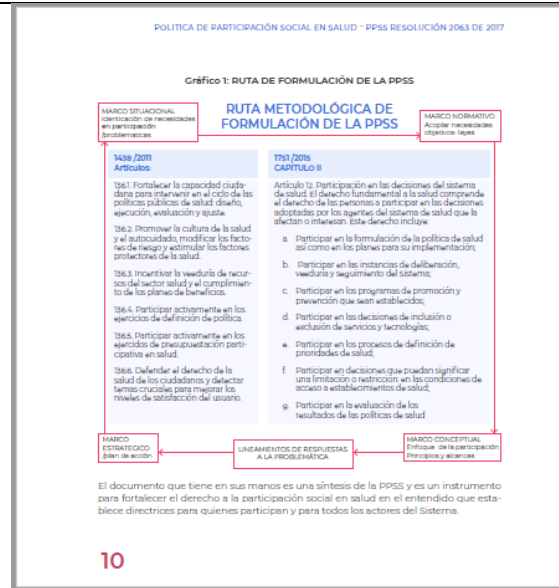 POLITICA DE PARTICIPACIÓN SOCIAL EN SALUD - PPSS RESOLUCIÓN 2063 DE 2017
Gráfico 1: RUTA DE FORMULACIÓN DE LA PPSS
MARCO SITUACIONAL
Identicación de necesidades
en participación
/problematicas
RUTA METODOLÓGICA DE
FORMULACIÓN DE LA PPSS
MARCO NORMATIVO
Acoplar necesidades
objetivos- leyes
1438 /2011
Artículos:
136.1. Fortalecer la capacidad ciuda-
dana para intervenir en el ciclo de las
políticas públicas de salud: diseño,
ejecución, evaluación y ajuste.
136.2. Promover la cultura de la salud
y el autocuidado, modificar los facto-
res de riesgo y estimular los factores
protectores de la salud.
136.3. Incentivar la veeduría de recur-
sos del sector salud y el cumplimien-
to de los planes de beneficios.
136.4. Participar activamente en los
ejercicios de definición de política.
136.5. Participar activamente en los
ejercicios de presupuestación parti-
cipativa en salud.
136.6. Defender el derecho de la
salud de los ciudadanos y detectar
temas cruciales para mejorar los
niveles de satisfacción del usuario.
1751 /2015
CAPÍTULO II
Artículo 12. Participación en las decisiones del sistema
de salud. El derecho fundamental a la salud comprende
el derecho de las personas a participar en las decisiones
adoptadas por los agentes del sistema de salud que la
afectan o interesan. Este derecho incluye:
a. Participar en la formulación de la política de salud
así como en los planes para su implementación;
b. Participar en las instancias de deliberación,
veeduría y seguimiento del sistema;
c. Participar en los programas de promoción y
prevención que sean establecidos;
d. Participar en las decisiones de inclusión o
exclusión de servicios y tecnologías;
e. Participar en los procesos de definición de
prioridades de salud;
f. Participar en decisiones que puedan significar
una limitación o restricción en las condiciones de
acceso a establecimientos de salud;
g. Participar en la evaluación de los
resultados de las políticas de salud
MARCO
ESTRATEGICO
/plan de acción
LINEAMIENTOS DE RESPUESTAS
A LA PROBLEMÁTICA
MARCO CONCEPTUAL
Enfoque de la participación
Principios y alcances
El documento que tiene en sus manos es una síntesis de la PPSS y es un instrumento
para fortalecer el derecho a la participación social en salud en el entendido que esta-
blece directrices para quienes participan y para todos los actores del Sistema.
10